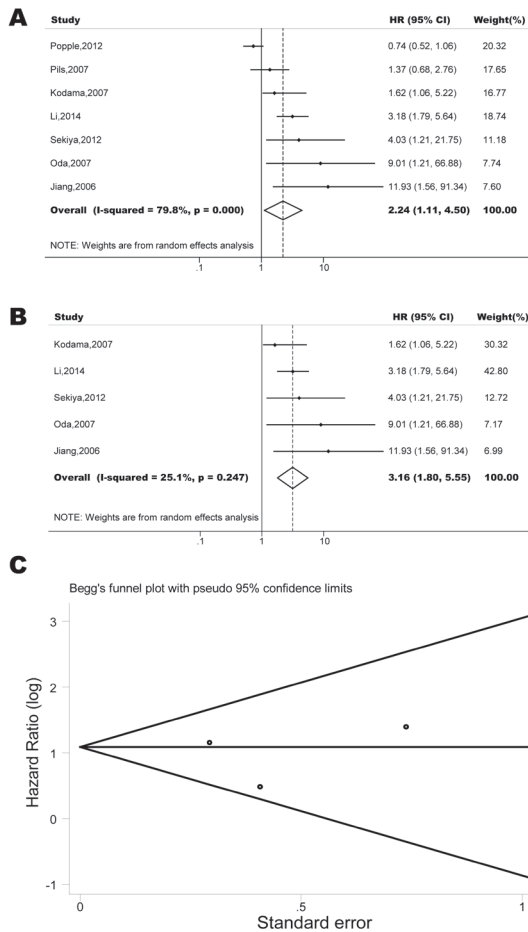 A
Study HR (95% CI) Weight(%)
Popple,2012 0.74 (0.52, 1.06) 20.32
Pils,2007 1.37 (0.68, 2.76) 17.65
Kodama,2007 1.62 (1.06, 5.22) 16.77
Li,2014 3.18 (1.79, 5.64) 18.74
Sekiya,2012 4.03 (1.21, 21.75) 11.18
Oda,2007 9.01 (1.21, 66.88) 7.74
Jiang,2006 11.93 (1.56, 91.34) 7.60
Overall (I-squared = 79.8%, p = 0.000) 2.24 (1.11, 4.50) 100.00
NOTE: Weights are from random effects analysis
.1 1 10
B
Study HR (95% CI) Weight(%)
Kodama,2007 1.62 (1.06, 5.22) 30.32
Li,2014 3.18 (1.79, 5.64) 42.80
Sekiya,2012 4.03 (1.21, 21.75) 12.72
Oda,2007 9.01 (1.21, 66.88) 7.17
Jiang,2006 11.93 (1.56, 91.34) 6.99
Overall (I-squared = 25.1%, p = 0.247) 3.16 (1.80, 5.55) 100.00
NOTE: Weights are from random effects analysis
.1 1 10
C
Begg's funnel plot with pseudo 95% confidence limits
Hazard Ratio (log)
3
2
1
0
-1
0 .5 1
Standard error